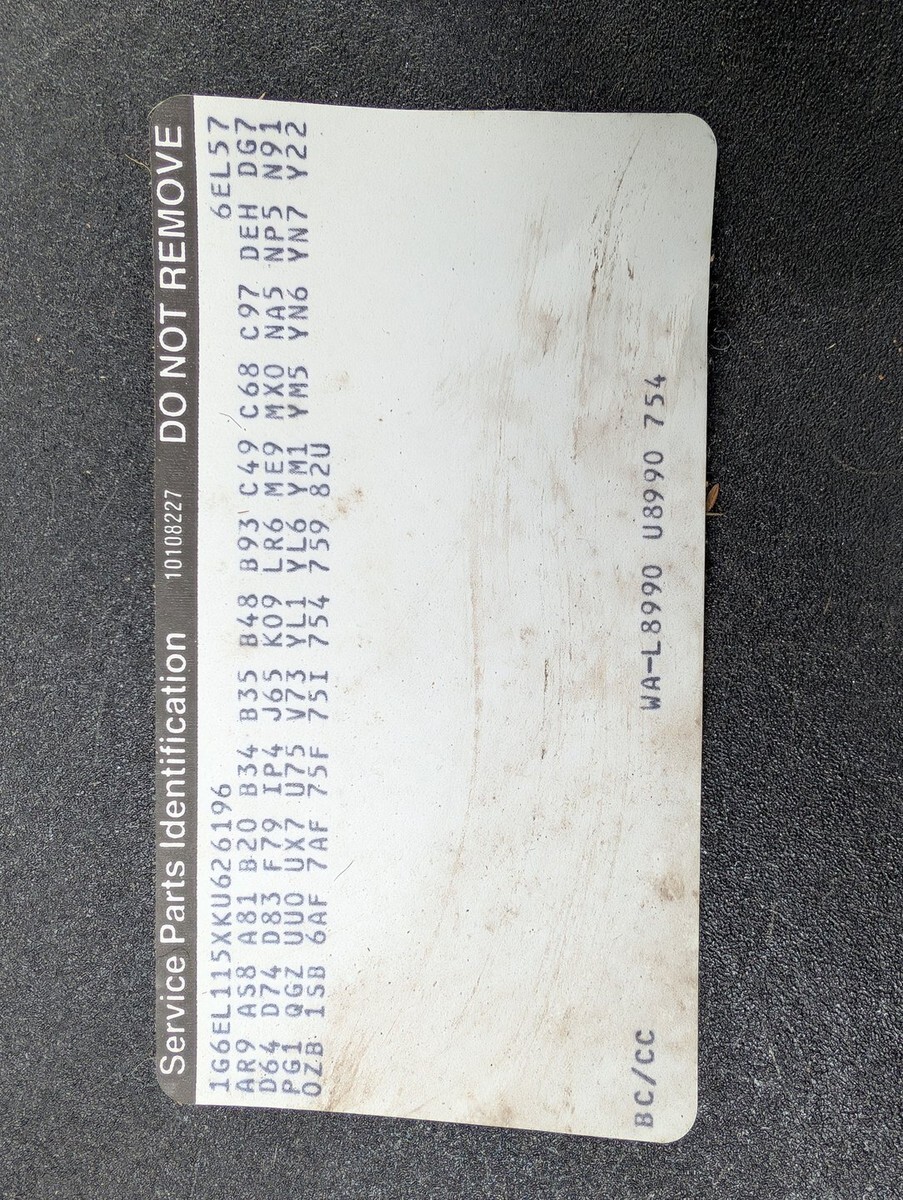 Service Parts Identification 10108227 DO NOT REMOVE
1G6EL115XKU626196 6EL57
AR9 AS8 A81 B20 B34 B35 B48 B93 C49 C68 C97 DEH DG7
D64 D74 D83 F79 IP4 J65 K09 LR6 ME9 MX0 NA5 NP5 N91
PG1 QGZ UU0 UX7 U75 V73 YL1 YL6 YM1 YM5 YN6 YN7 Y22
OZB 1SB 6AF 7AF 75F 75I 754 759 82U
BC/CC WA-L8990 U8990 754